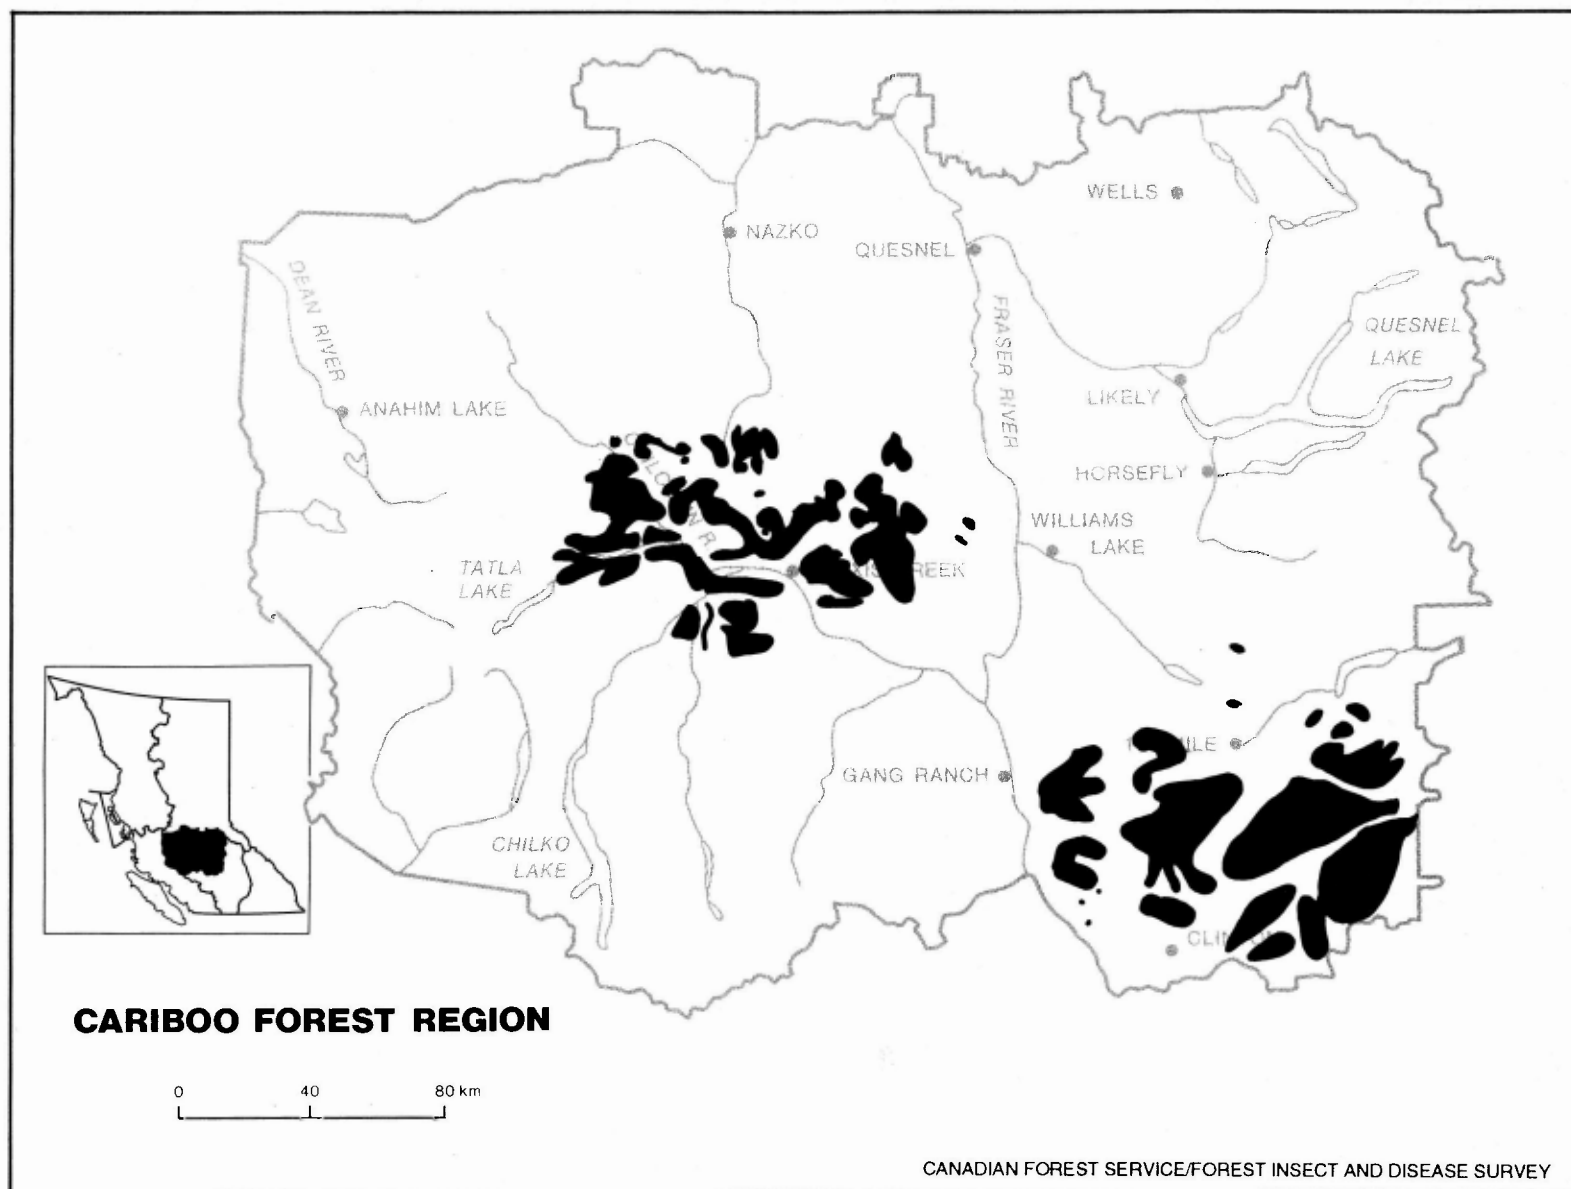 WELLS
NAZKO
QUESNEL
DEAN RIVER
FRASER RIVER
QUESNEL
LAKE
ANAHIM LAKE
LIKELY
HORSEFLY
WILLIAMS
LAKE
TATLA
LAKE
GANG RANCH
CHILKO
LAKE
CARIBOO FOREST REGION
0 40 80 km
CANADIAN FOREST SERVICE/FOREST INSECT AND DISEASE SURVEY